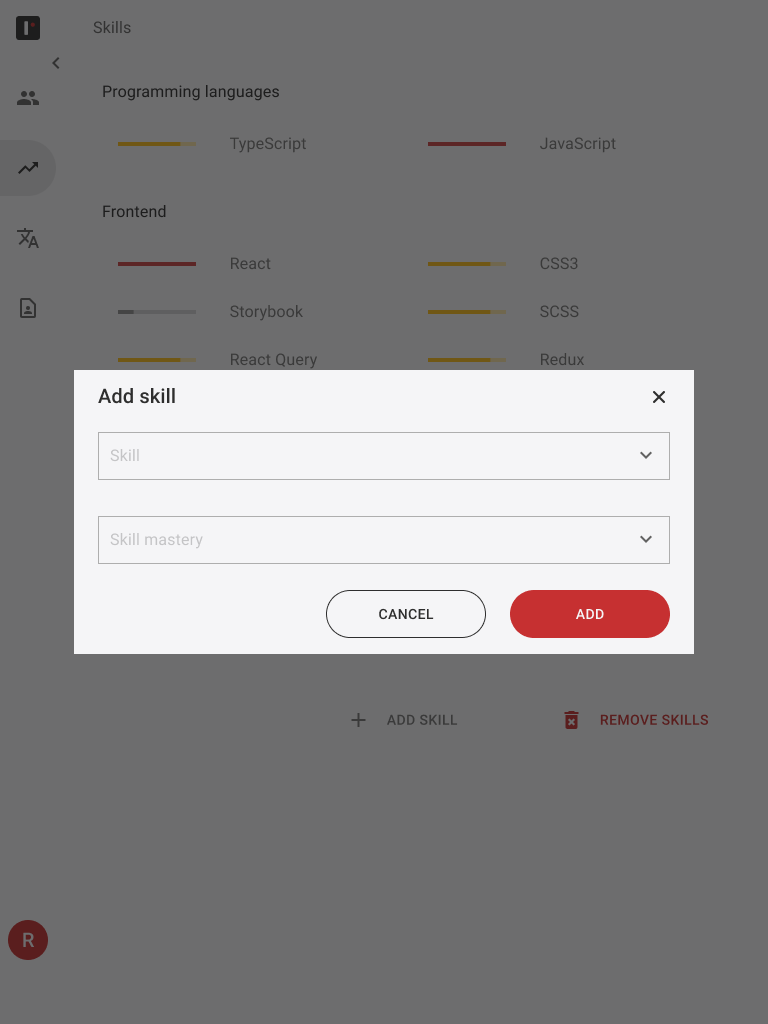 Skills
Programming languages
TypeScript JavaScript
Frontend
React CSS3
Storybook SCSS
React Query Redux
Add skill
Skill
Skill mastery
CANCEL ADD
ADD SKILL REMOVE SKILLS
R